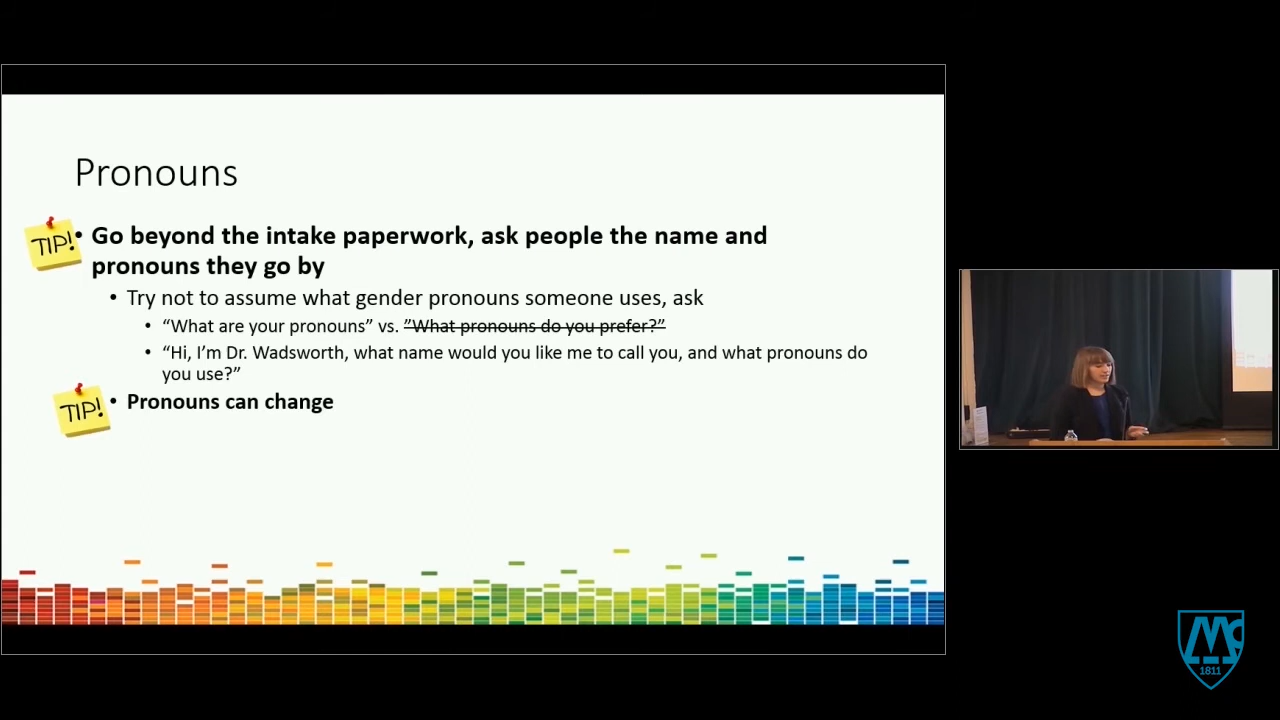 Pronouns
TIP!
• Go beyond the intake paperwork, ask people the name and
pronouns they go by
• Try not to assume what gender pronouns someone uses, ask
• “What are your pronouns” vs. ”What pronouns do you prefer?”
• “Hi, I’m Dr. Wadsworth, what name would you like me to call you, and what pronouns do
you use?”
TIP!
• Pronouns can change
Mc
1811